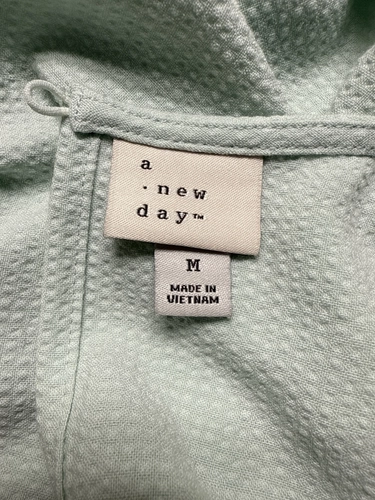 a
· new
day™
M
MADE IN
VIETNAM